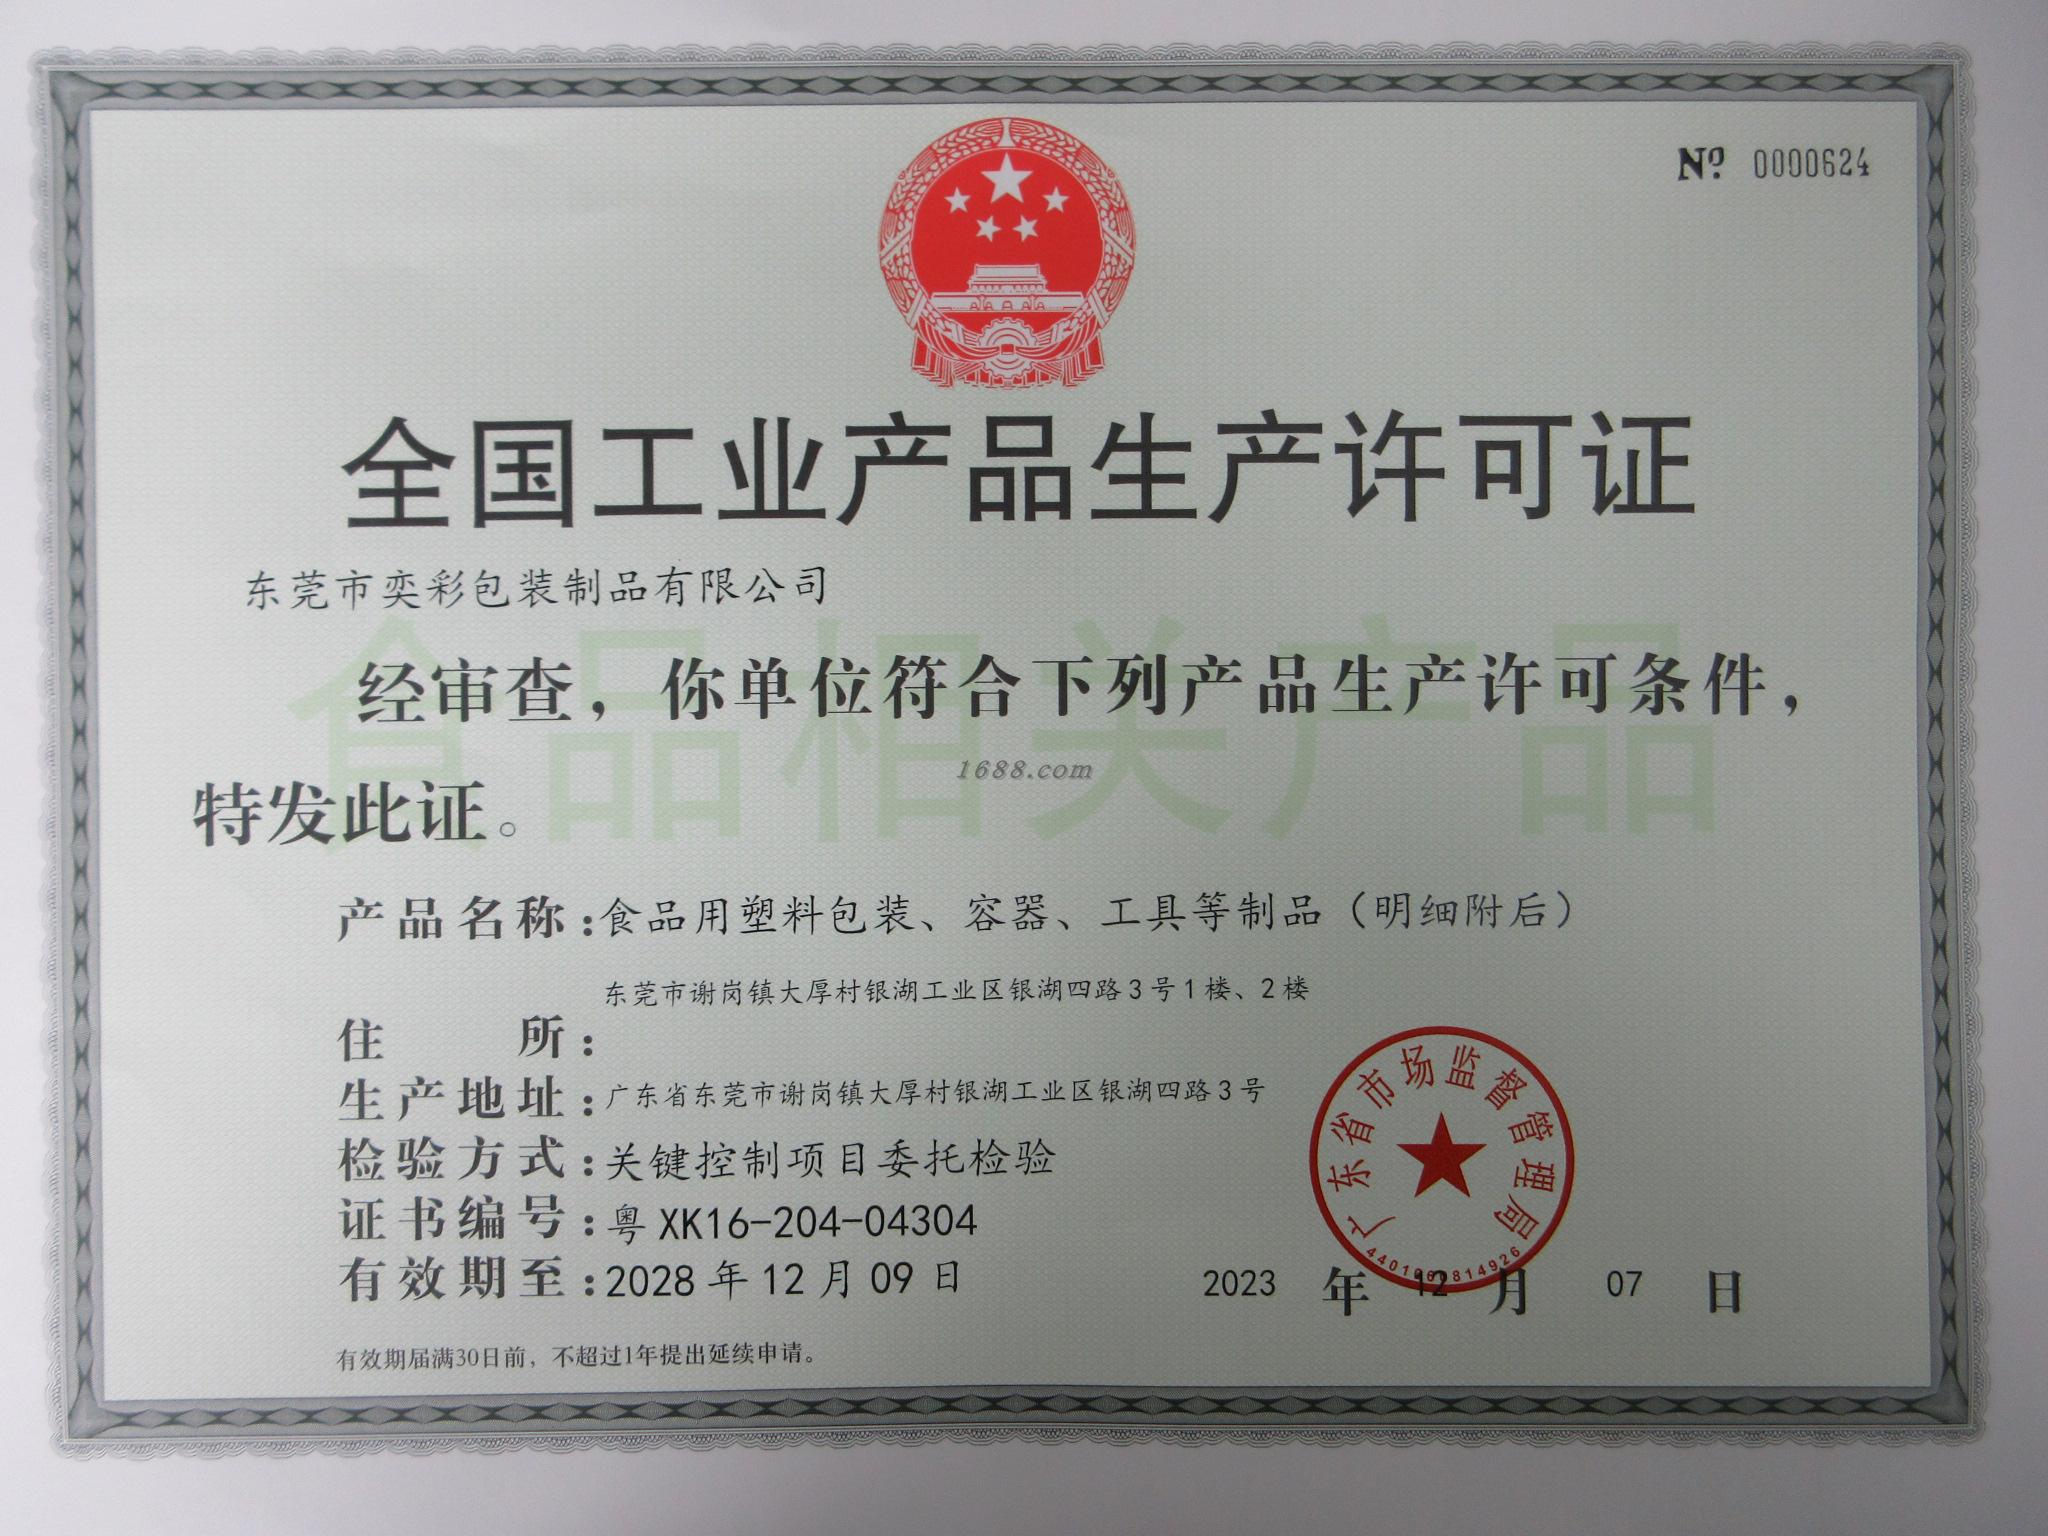 № 0000624
全国工业产品生产许可证
东莞市奕彩包装制品有限公司
食品相关产品
经审查，你单位符合下列产品生产许可条件，
1688.com
特发此证。
产品名称：食品用塑料包装、容器、工具等制品（明细附后）
东莞市谢岗镇大厚村银湖工业区银湖四路3号1楼、2楼
住所：
生产地址：广东省东莞市谢岗镇大厚村银湖工业区银湖四路3号
检验方式：关键控制项目委托检验
证书编号：粤XK16-204-04304
有效期至：2028年12月09日
广东省市场监督管理局
2023年12月07日
有效期届满30日前，不超过1年提出延续申请。